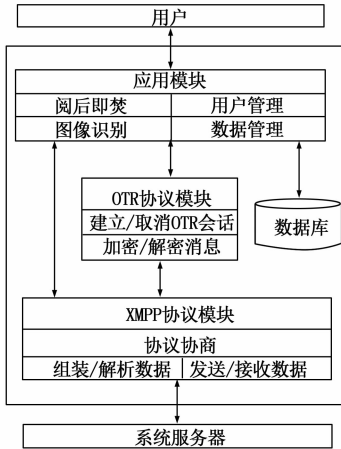 用户
应用模块
阅后即焚 用户管理
图像识别 数据管理
OTR协议模块
建立/取消OTR会话
加密/解密消息
数据库
XMPP协议模块
协议协商
组装/解析数据 发送/接收数据
系统服务器